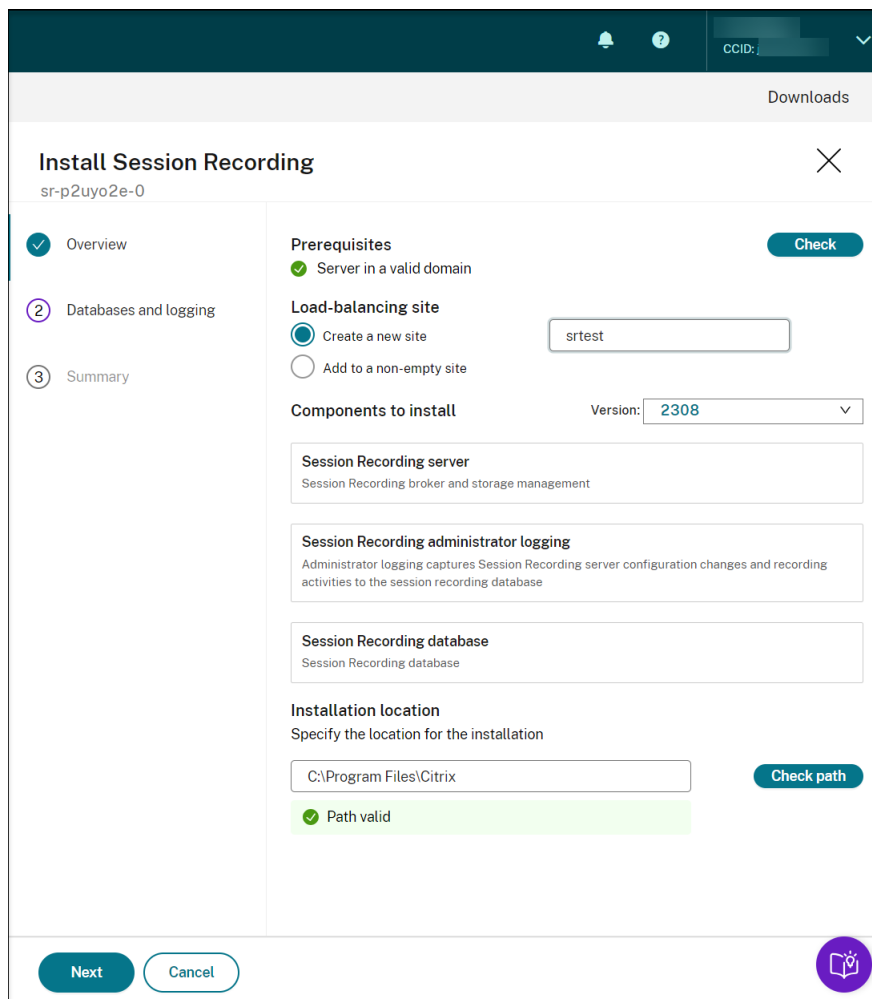 CCID:
Downloads
Install Session Recording
sr-p2uyo2e-0
Overview
2 Databases and logging
3 Summary
Prerequisites
Check
Server in a valid domain
Load-balancing site
Create a new site
srtest
Add to a non-empty site
Components to install
Version: 2308
Session Recording server
Session Recording broker and storage management
Session Recording administrator logging
Administrator logging captures Session Recording server configuration changes and recording
activities to the session recording database
Session Recording database
Session Recording database
Installation location
Specify the location for the installation
C:\Program Files\Citrix
Check path
Path valid
Next
Cancel